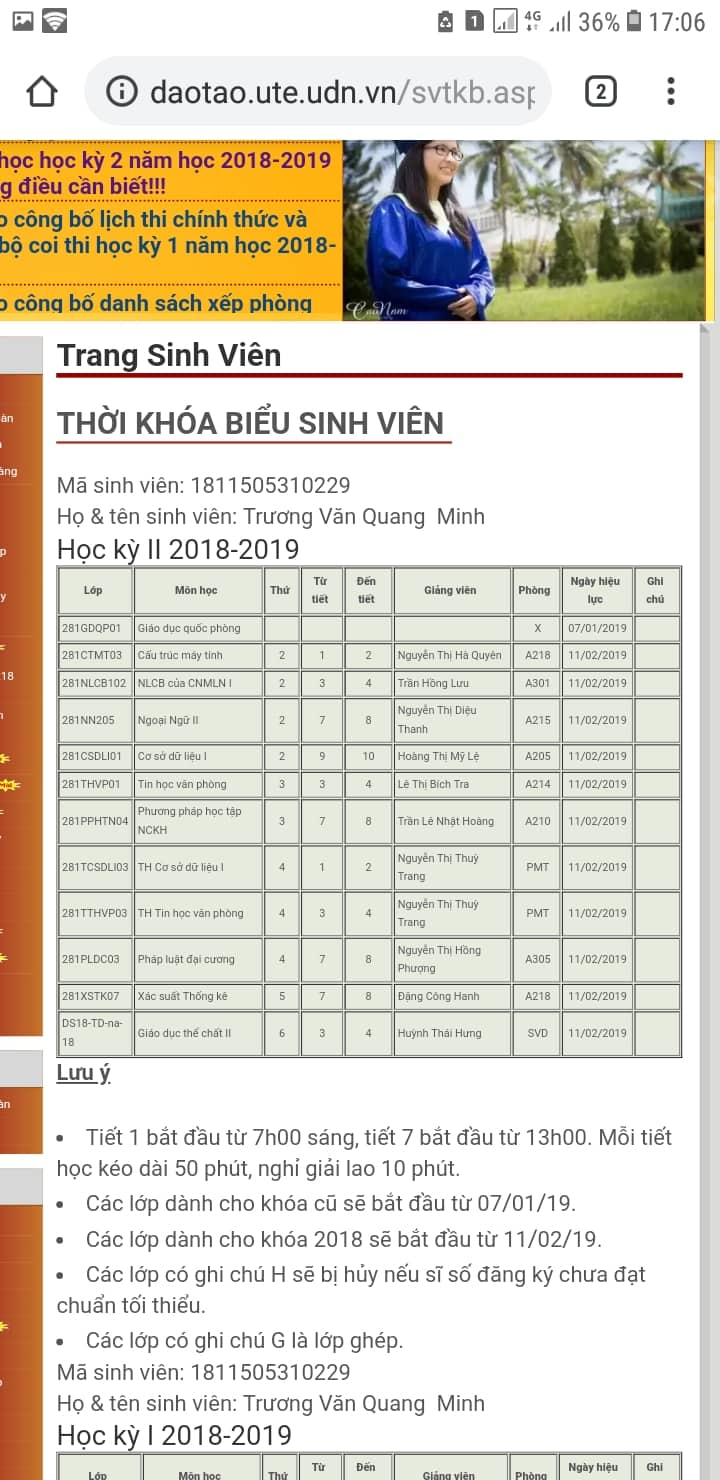 4G 36% 17:06
daotao.ute.udn.vn/svtkb.asp
2
học học kỳ 2 năm học 2018-2019
g điều cần biết!!!
o công bố lịch thi chính thức và
bộ coi thi học kỳ 1 năm học 2018-
o công bố danh sách xếp phòng
CauNam
Trang Sinh Viên
THỜI KHÓA BIỂU SINH VIÊN
Mã sinh viên: 1811505310229
Họ & tên sinh viên: Trương Văn Quang Minh
Học kỳ II 2018-2019
Lớp Môn học Thứ Từ tiết Đến tiết Giảng viên Phòng Ngày hiệu lực Ghi chú
281GDQP01 Giáo dục quốc phòng X 07/01/2019
281CTMT03 Cấu trúc máy tính 2 1 2 Nguyễn Thị Hà Quyên A218 11/02/2019
281NLCB102 NLCB của CNMLN I 2 3 4 Trần Hồng Lưu A301 11/02/2019
281NN205 Ngoại Ngữ II 2 7 8 Nguyễn Thị Diệu Thanh A215 11/02/2019
281CSDLI01 Cơ sở dữ liệu I 2 9 10 Hoàng Thị Mỹ Lệ A205 11/02/2019
281THVP01 Tin học văn phòng 3 3 4 Lê Thị Bích Tra A214 11/02/2019
281PPHTN04 Phương pháp học tập NCKH 3 7 8 Trần Lê Nhật Hoàng A210 11/02/2019
281TCSDLI03 TH Cơ sở dữ liệu I 4 1 2 Nguyễn Thị Thuỳ Trang PMT 11/02/2019
281TTHVP03 TH Tin học văn phòng 4 3 4 Nguyễn Thị Thuỳ Trang PMT 11/02/2019
281PLDC03 Pháp luật đại cương 4 7 8 Nguyễn Thị Hồng Phượng A305 11/02/2019
281XSTK07 Xác suất Thống kê 5 7 8 Đặng Công Hanh A218 11/02/2019
DS18-TD-na-18 Giáo dục thể chất II 6 3 4 Huỳnh Thái Hưng SVD 11/02/2019
Lưu ý
• Tiết 1 bắt đầu từ 7h00 sáng, tiết 7 bắt đầu từ 13h00. Mỗi tiết
học kéo dài 50 phút, nghỉ giải lao 10 phút.
• Các lớp dành cho khóa cũ sẽ bắt đầu từ 07/01/19.
• Các lớp dành cho khóa 2018 sẽ bắt đầu từ 11/02/19.
• Các lớp có ghi chú H sẽ bị hủy nếu sĩ số đăng ký chưa đạt
chuẩn tối thiểu.
• Các lớp có ghi chú G là lớp ghép.
Mã sinh viên: 1811505310229
Họ & tên sinh viên: Trương Văn Quang Minh
Học kỳ I 2018-2019
Lớp Môn học Thứ Từ Đến Giảng viên Phòng Ngày hiệu Ghi